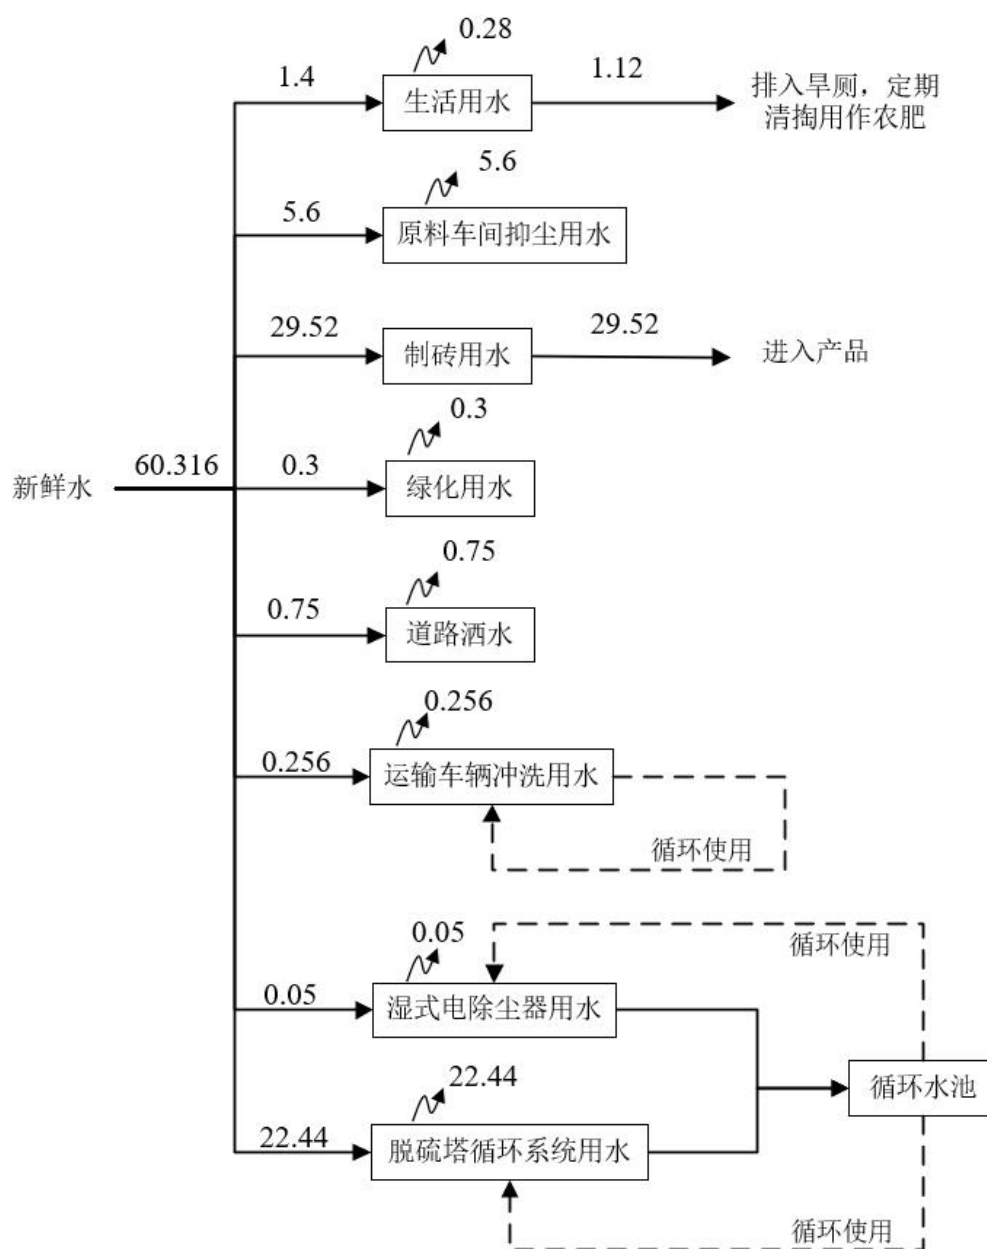 0.28
1.4
生活用水
1.12
排入旱厕，定期
清掏用作农肥
5.6
5.6
原料车间抑尘用水
29.52
制砖用水
29.52
进入产品
0.3
新鲜水
60.316
0.3
绿化用水
0.75
0.75
道路洒水
0.256
0.256
运输车辆冲洗用水
循环使用
0.05
循环使用
0.05
湿式电除尘器用水
22.44
循环水池
22.44
脱硫塔循环系统用水
循环使用